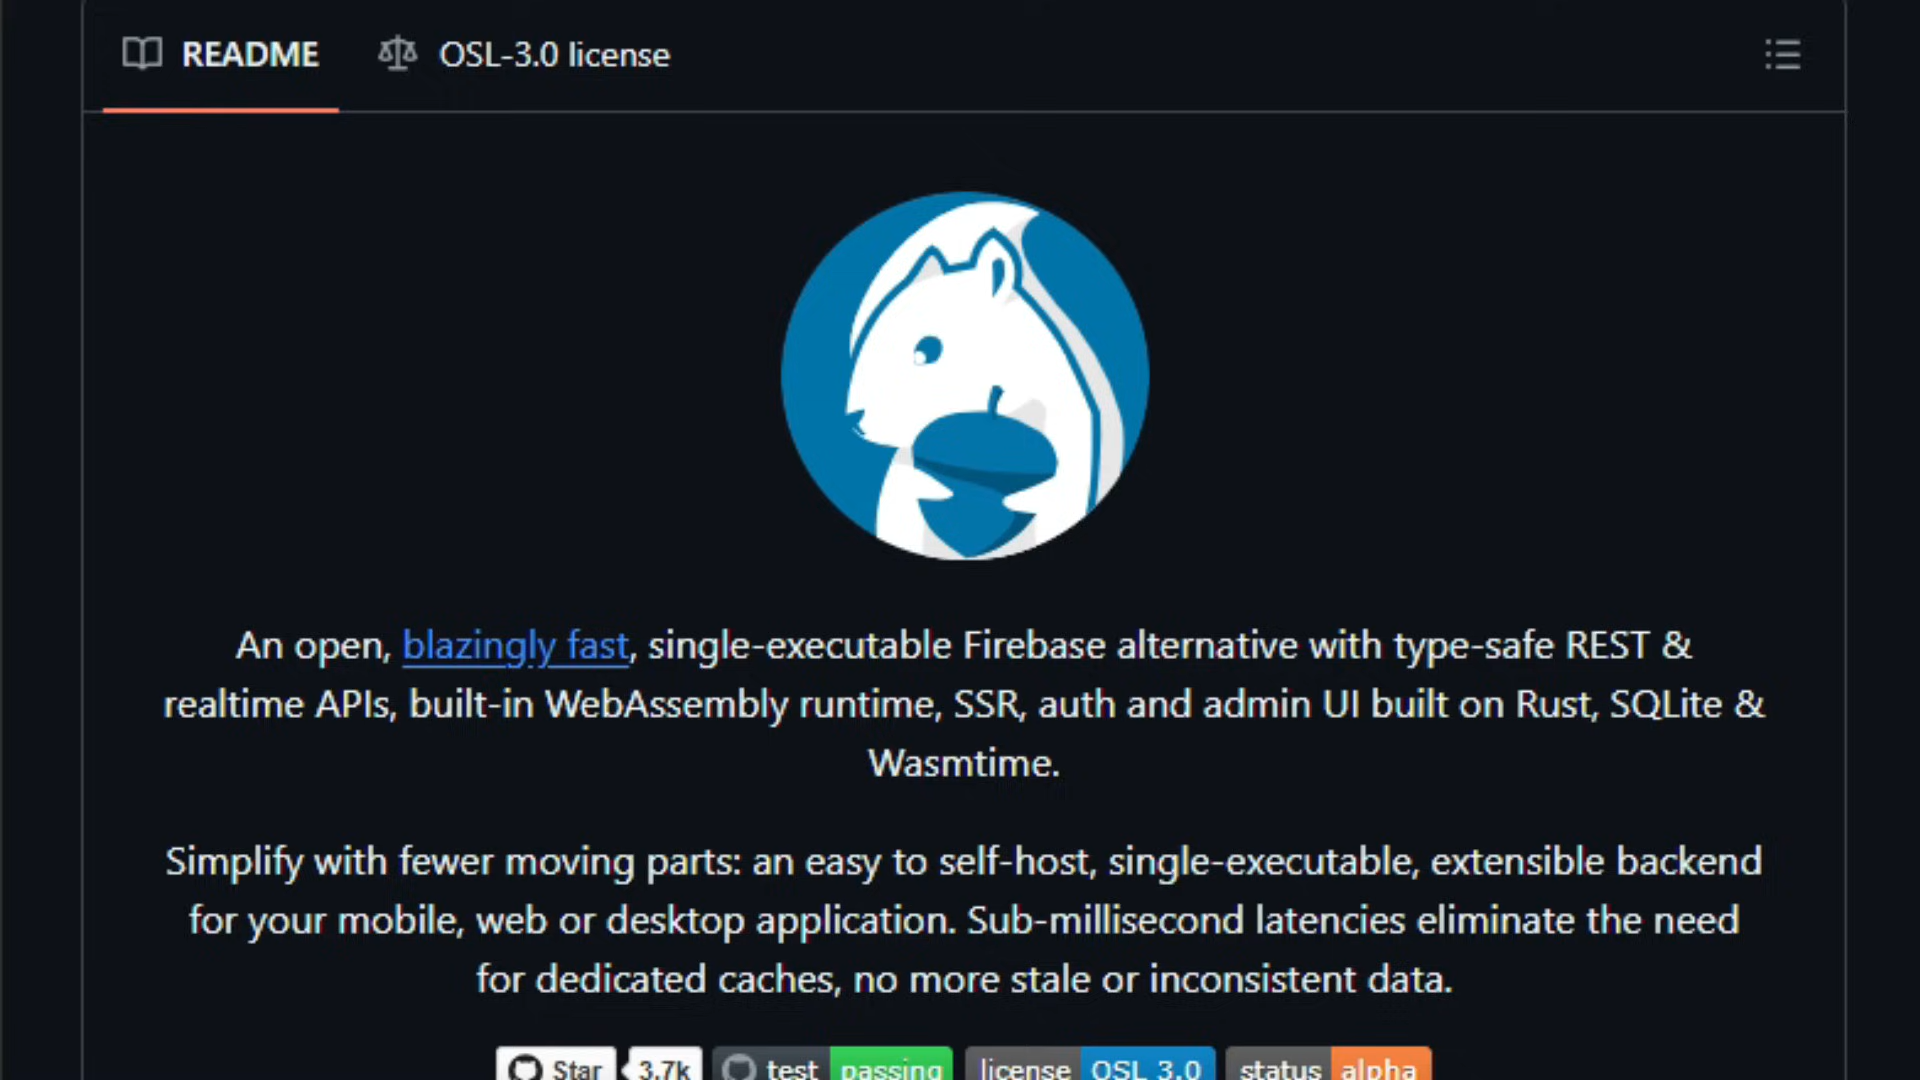 README
OSL-3.0 license
An open, blazingly fast, single-executable Firebase alternative with type-safe REST &
realtime APIs, built-in WebAssembly runtime, SSR, auth and admin UI built on Rust, SQLite &
Wasmtime.
Simplify with fewer moving parts: an easy to self-host, single-executable, extensible backend
for your mobile, web or desktop application. Sub-millisecond latencies eliminate the need
for dedicated caches, no more stale or inconsistent data.
Star 3.7k test passing license OSL 3.0 status alpha